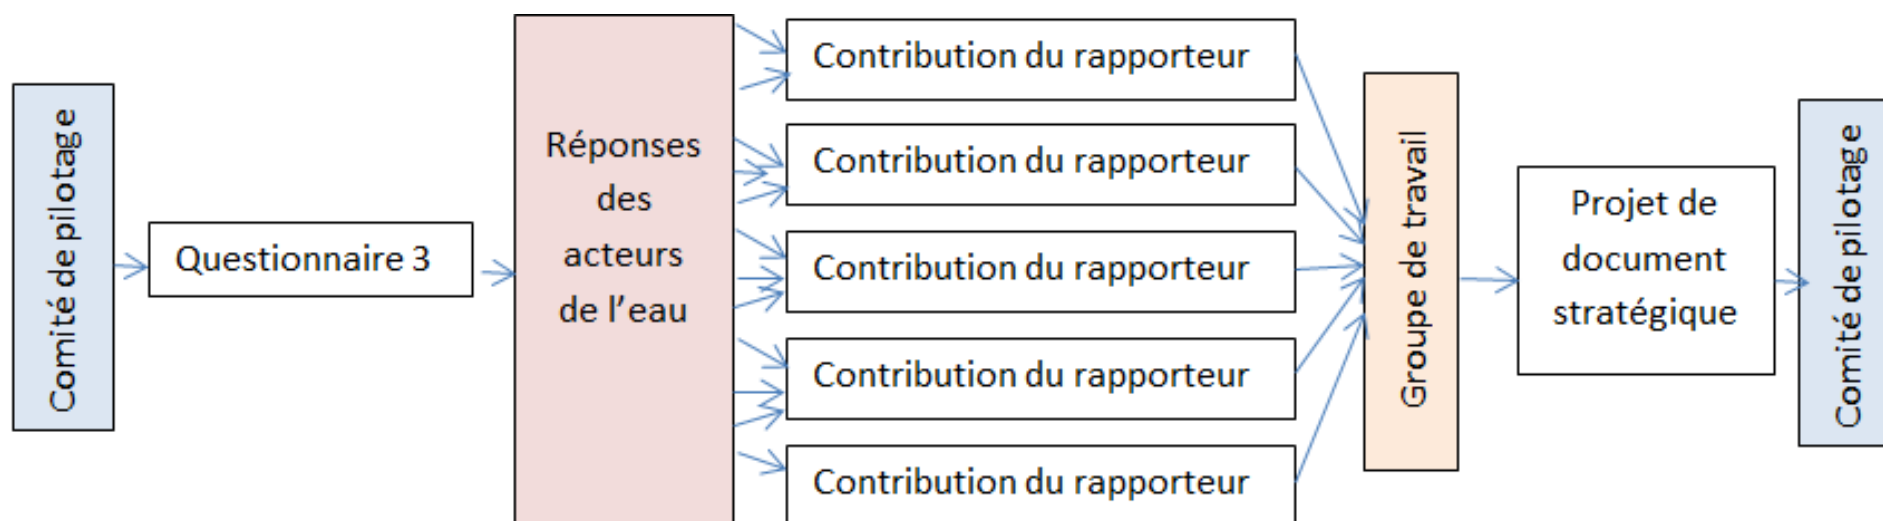 Comité de pilotage
Questionnaire 3
Réponses
des
acteurs
de l’eau
Contribution du rapporteur
Contribution du rapporteur
Contribution du rapporteur
Contribution du rapporteur
Contribution du rapporteur
Groupe de travail
Projet de
document
stratégique
Comité de pilotage